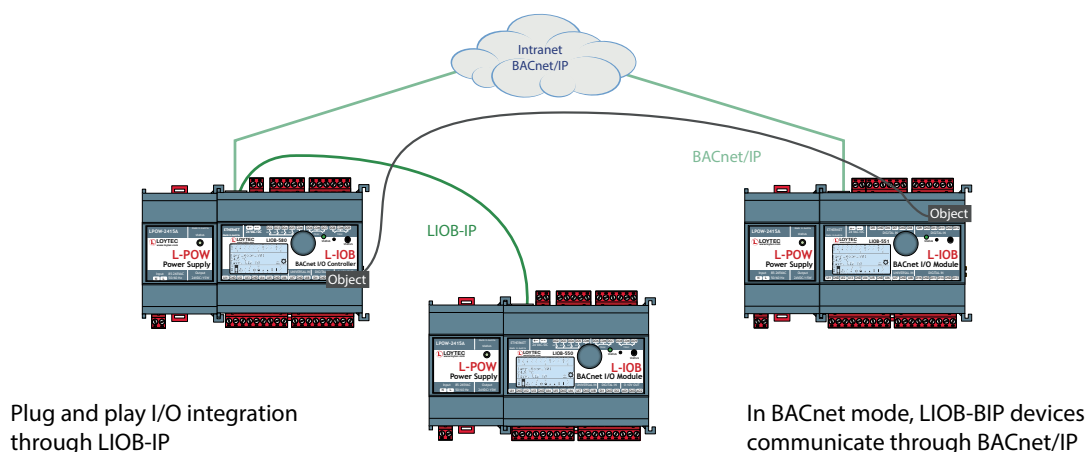 Intranet
BACnet/IP
BACnet/IP
LIOB-IP
LPOW-2415A
LOYTEC
L-POW
Power Supply
ETHERNET
LIOB-580
L-IOB
BACnet I/O Controller
Object
LPOW-2415A
LOYTEC
L-POW
Power Supply
ETHERNET
LIOB-551
L-IOB
BACnet I/O Module
Object
LPOW-2415A
LOYTEC
L-POW
Power Supply
ETHERNET
LIOB-550
L-IOB
BACnet I/O Module
Plug and play I/O integration
through LIOB-IP
In BACnet mode, LIOB-BIP devices
communicate through BACnet/IP